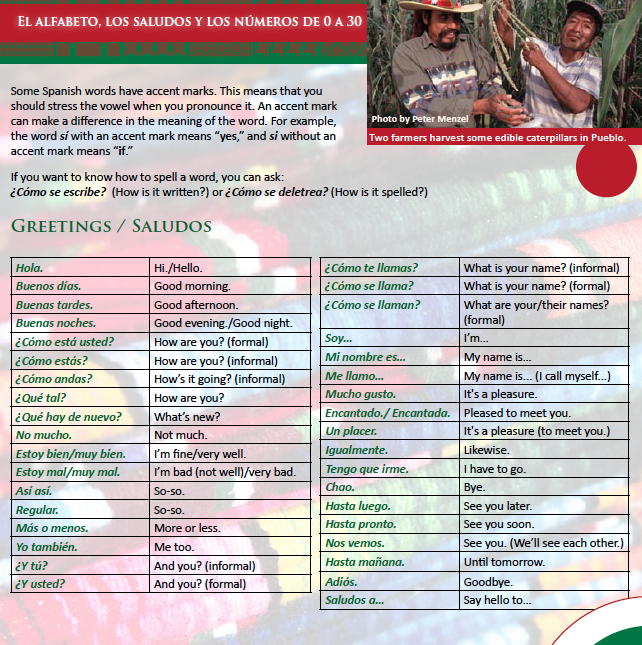 El alfabeto, los saludos y los números de 0 a 30
Photo by Peter Menzel
Two farmers harvest some edible caterpillars in Pueblo.
Some Spanish words have accent marks. This means that you
should stress the vowel when you pronounce it. An accent mark
can make a difference in the meaning of the word. For example,
the word sí with an accent mark means “yes,” and si without an
accent mark means “if.”
If you want to know how to spell a word, you can ask:
¿Cómo se escribe? (How is it written?) or ¿Cómo se deletrea? (How is it spelled?)
Greetings / Saludos
Hola. Hi./Hello.
Buenos días. Good morning.
Buenas tardes. Good afternoon.
Buenas noches. Good evening./Good night.
¿Cómo está usted? How are you? (formal)
¿Cómo estás? How are you? (informal)
¿Cómo andas? How’s it going? (informal)
¿Qué tal? How are you?
¿Qué hay de nuevo? What’s new?
No mucho. Not much.
Estoy bien/muy bien. I’m fine/very well.
Estoy mal/muy mal. I’m bad (not well)/very bad.
Así así. So-so.
Regular. So-so.
Más o menos. More or less.
Yo también. Me too.
¿Y tú? And you? (informal)
¿Y usted? And you? (formal)
¿Cómo te llamas? What is your name? (informal)
¿Cómo se llama? What is your name? (formal)
¿Cómo se llaman? What are your/their names?
(formal)
Soy... I’m...
Mi nombre es... My name is...
Me llamo... My name is... (I call myself...)
Mucho gusto. It's a pleasure.
Encantado./ Encantada. Pleased to meet you.
Un placer. It's a pleasure (to meet you.)
Igualmente. Likewise.
Tengo que irme. I have to go.
Chao. Bye.
Hasta luego. See you later.
Hasta pronto. See you soon.
Nos vemos. See you. (We’ll see each other.)
Hasta mañana. Until tomorrow.
Adiós. Goodbye.
Saludos a... Say hello to...